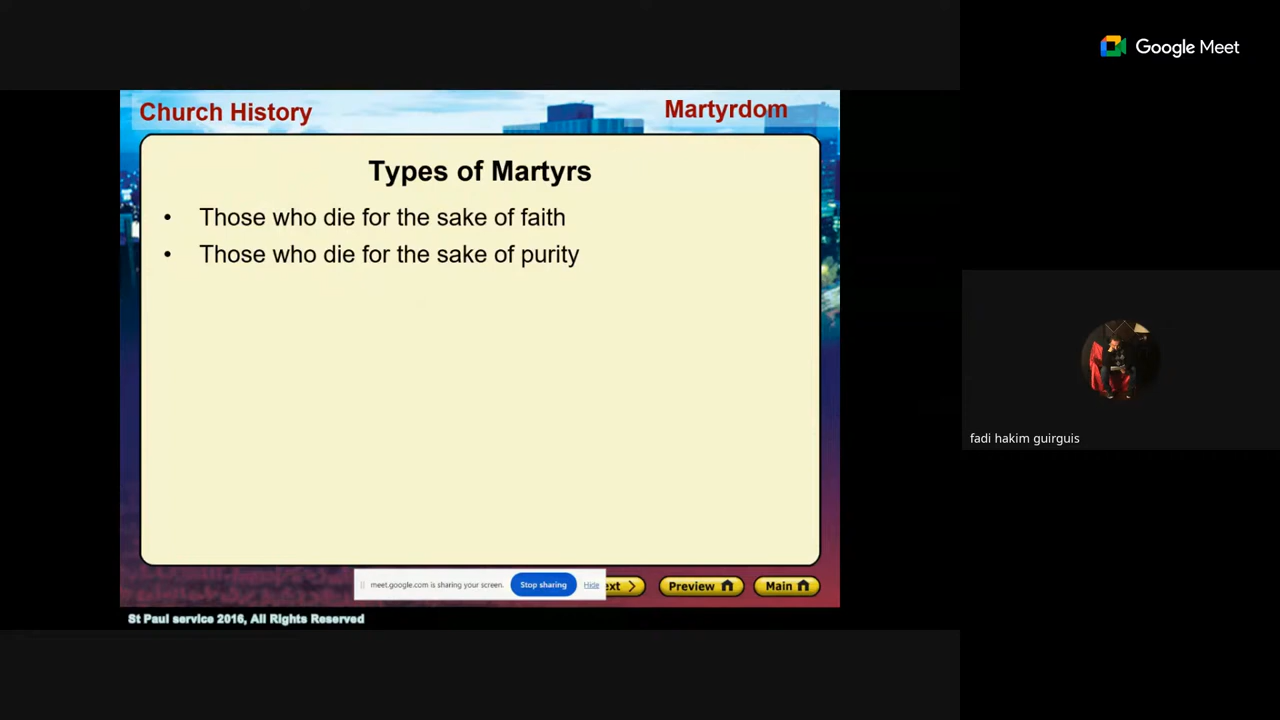 Google Meet
Church History
Martyrdom
Types of Martyrs
• Those who die for the sake of faith
• Those who die for the sake of purity
fadi hakim guirguis
meet.google.com is sharing your screen.
Stop sharing
Hide
ext
Preview
Main
St Paul service 2016, All Rights Reserved